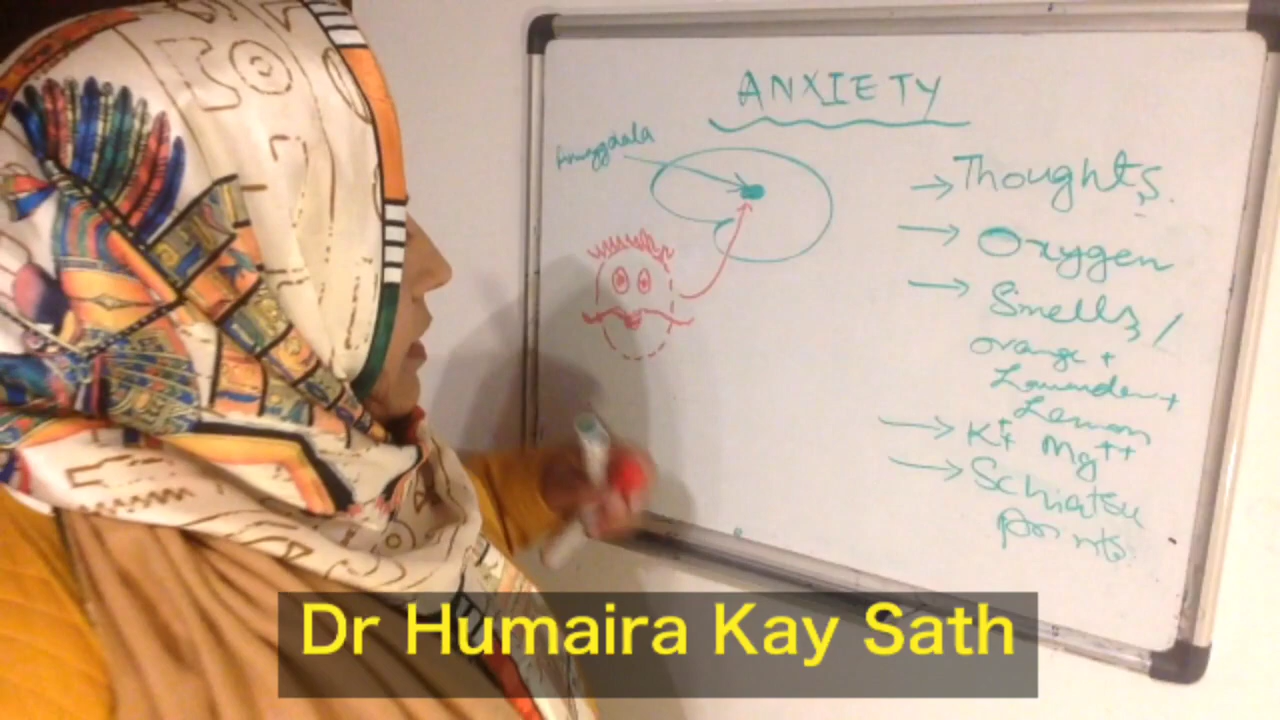 ANXIETY
Amygdala
→ Thoughts.
→ Oxygen
→ Smells /
orange +
Lavender +
Lemon
→ K+ Mg++
→ Schiatsu
points
Dr Humaira Kay Sath